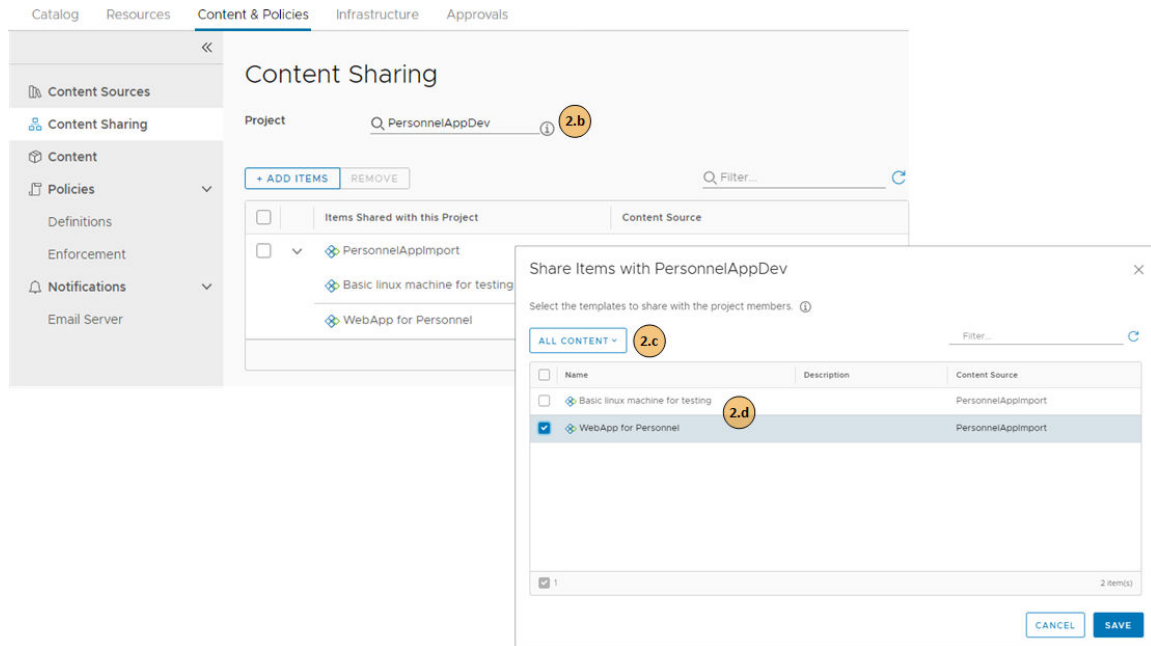 Catalog Resources Content & Policies Infrastructure Approvals
Content Sources
Content Sharing
Content
Policies
Definitions
Enforcement
Notifications
Email Server
Content Sharing
Project PersonnelAppDev 2.b
+ ADD ITEMS REMOVE Filter...
Items Shared with this Project Content Source
PersonnelAppImport
Basic linux machine for testing
WebApp for Personnel
Share Items with PersonnelAppDev
Select the templates to share with the project members.
ALL CONTENT 2.c Filter...
Name Description Content Source
Basic linux machine for testing PersonnelAppImport
2.d
WebApp for Personnel PersonnelAppImport
1 2 item(s)
CANCEL SAVE